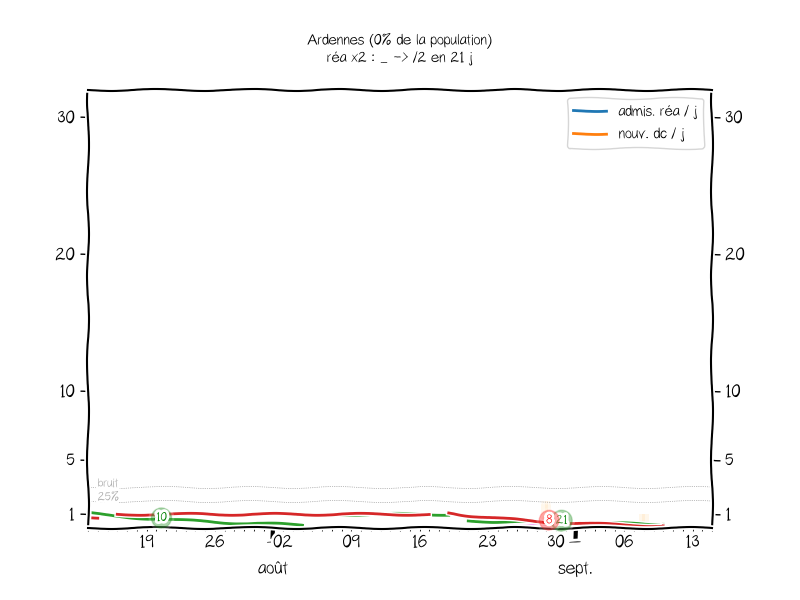 Ardennes (0% de la population)
réa x2 : _ -> /2 en 21 j
admis. réa / j
nouv. dc / j
30 30
20 20
10 10
5 5
1 1
bruit
25%
10 8 21
19 26 02 09 16 23 30 06 13
août sept.